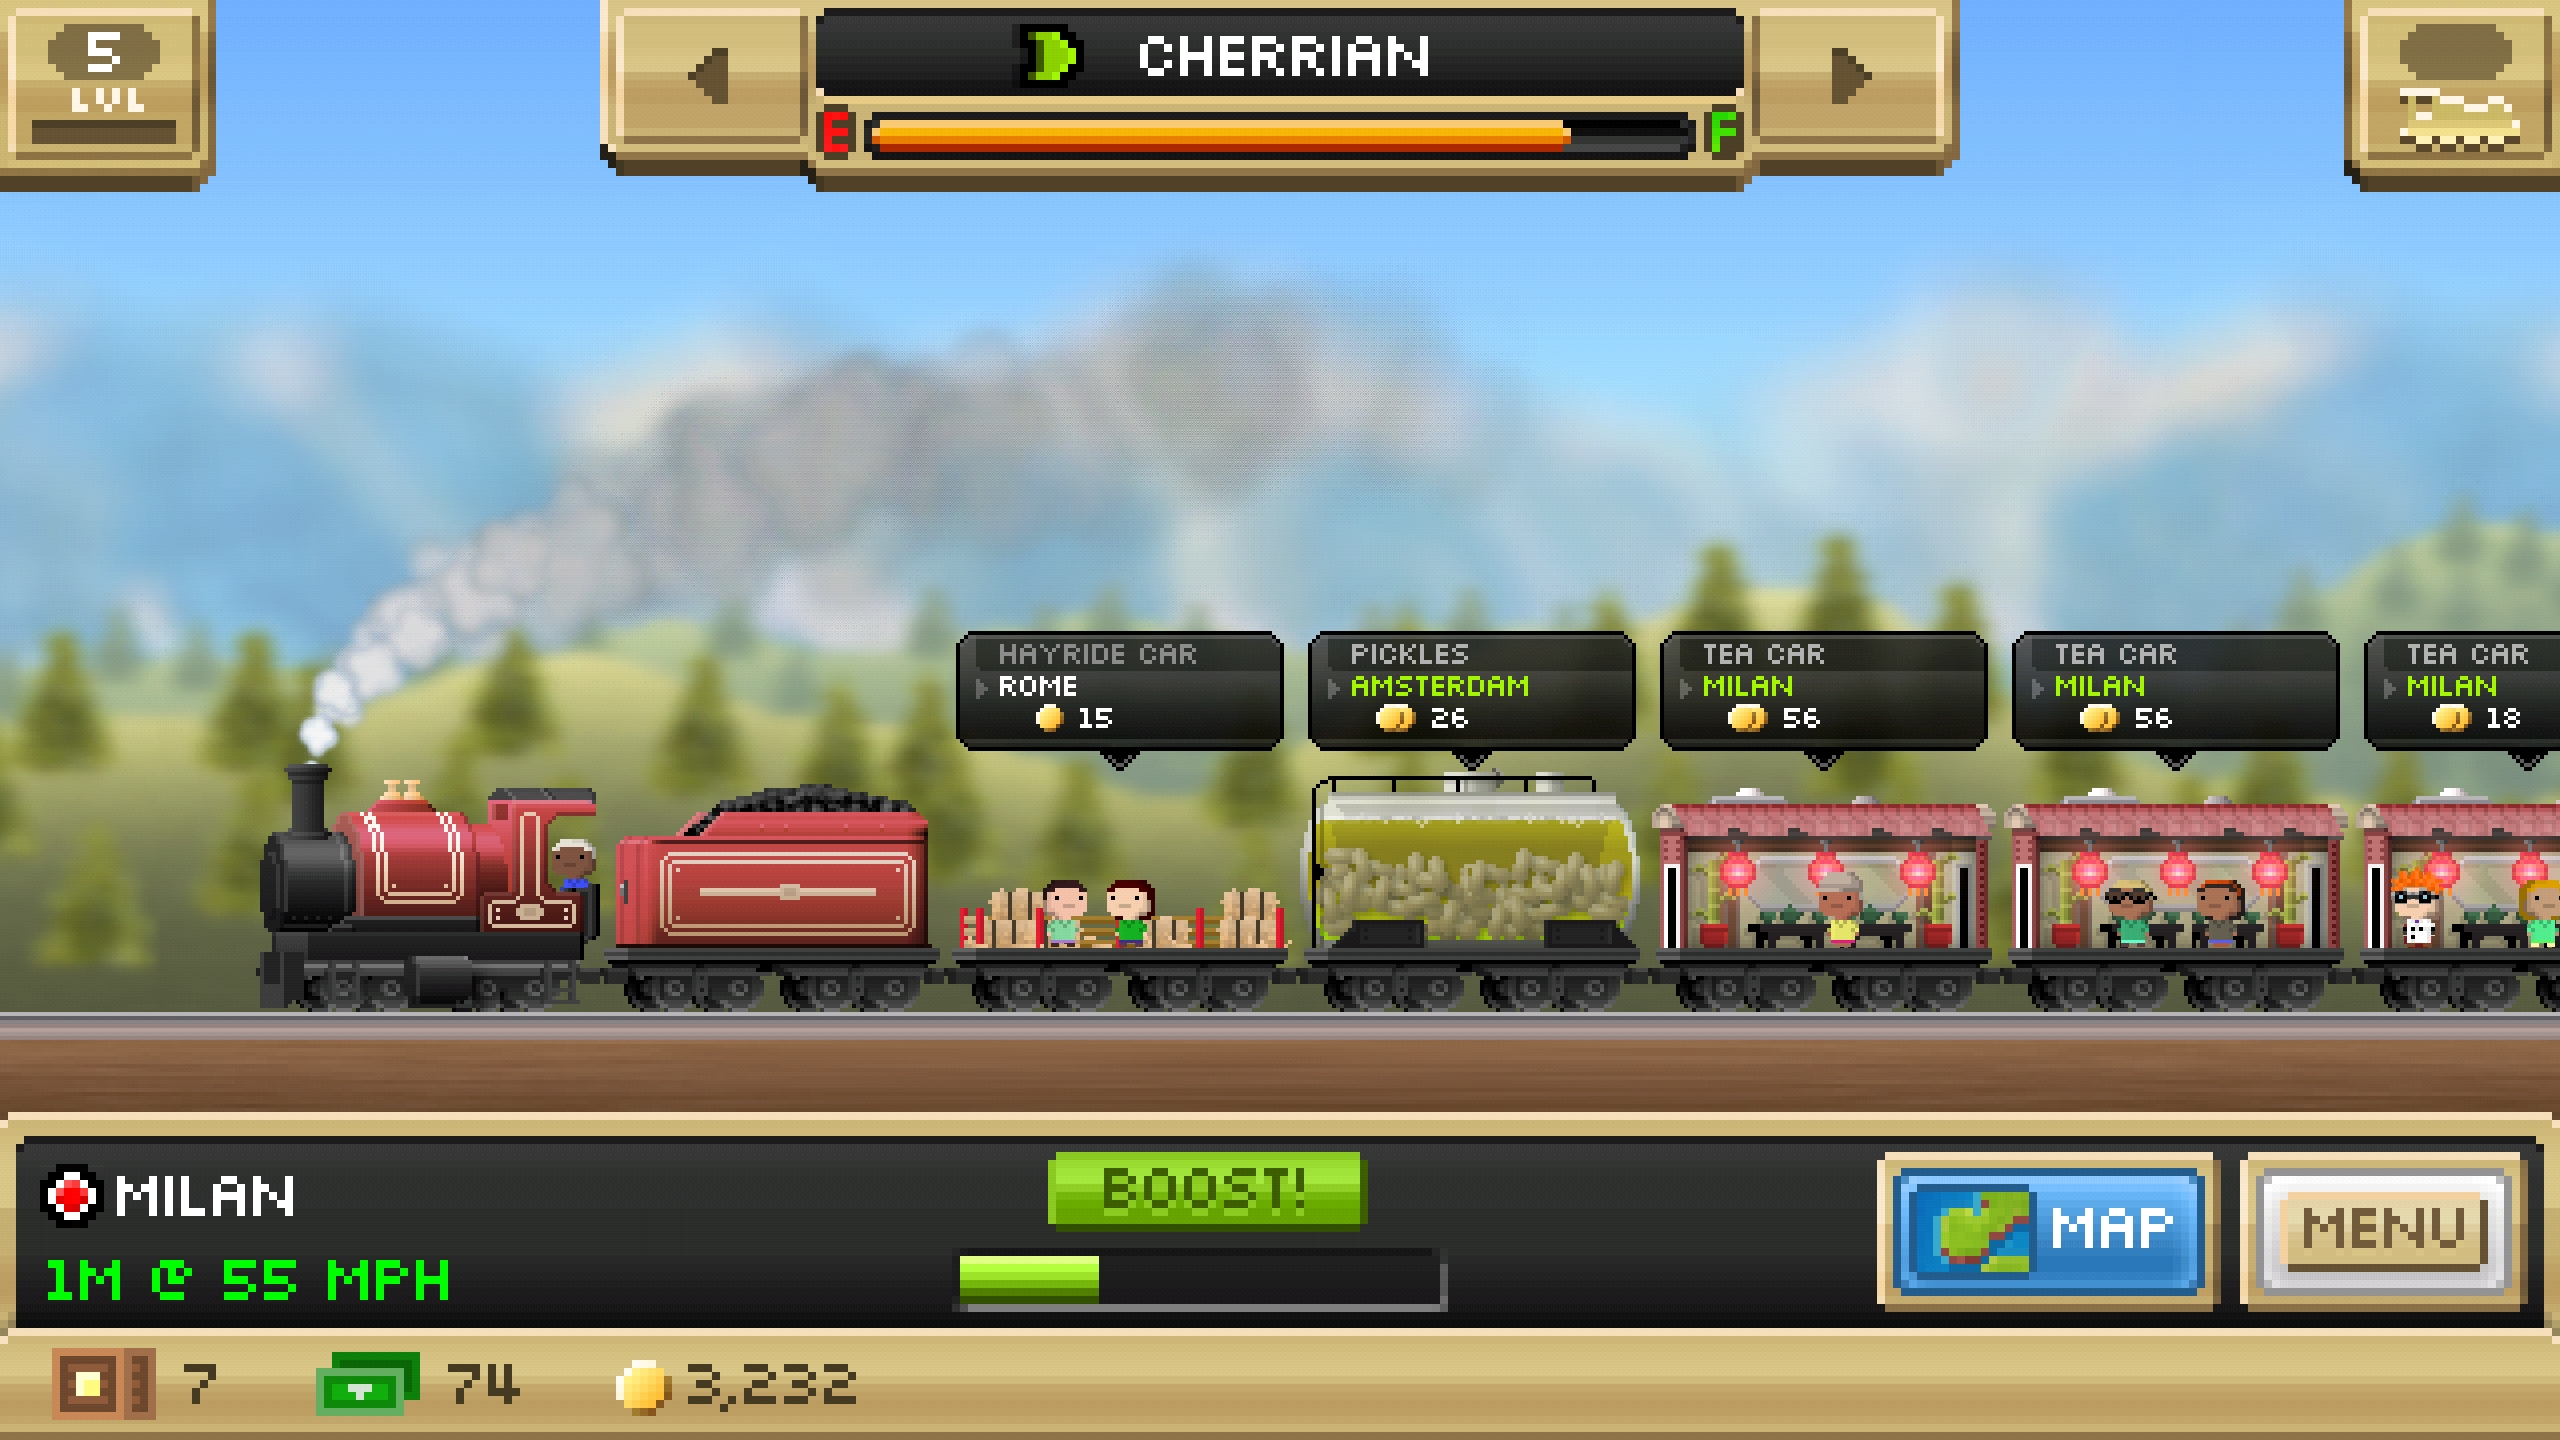 5
LVL
CHERRIAN
E F
HAYRIDE CAR
ROME
15
PICKLES
AMSTERDAM
26
TEA CAR
MILAN
56
TEA CAR
MILAN
56
TEA CAR
MILAN
18
MILAN
1M @ 55 MPH
BOOST!
MAP
MENU
7
74
3,232